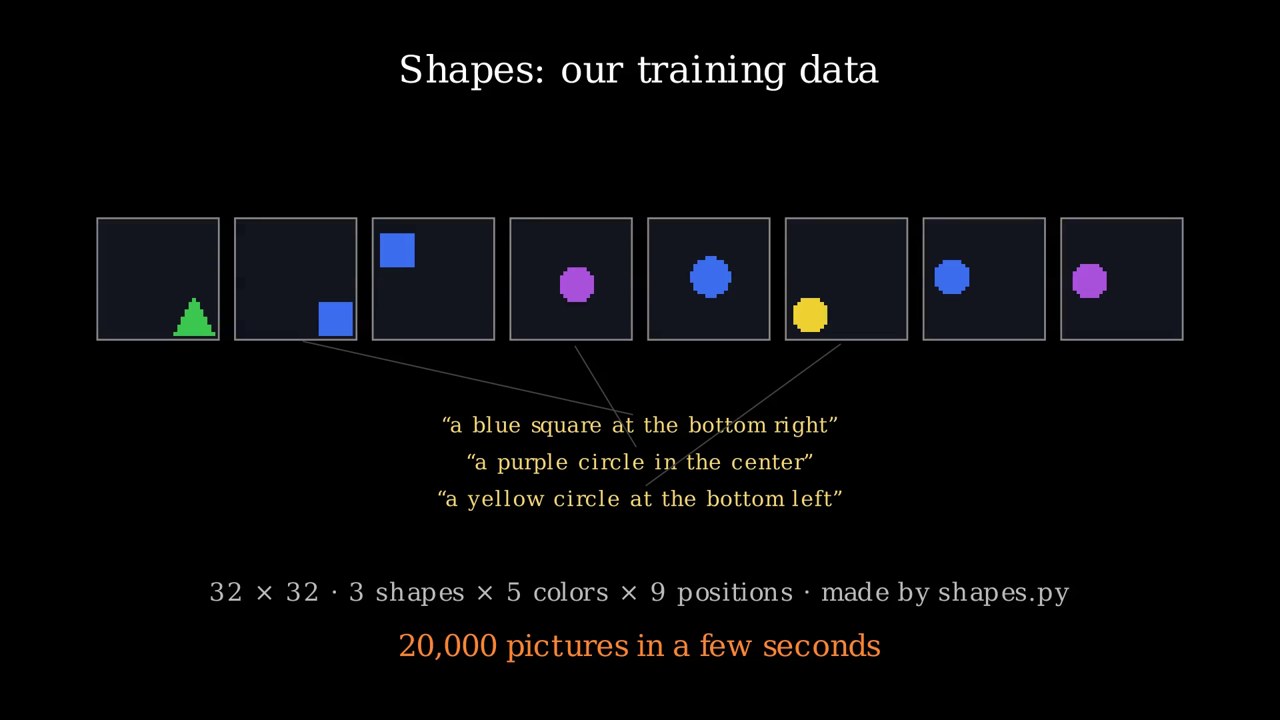 Shapes: our training data
“a blue square at the bottom right”
“a purple circle in the center”
“a yellow circle at the bottom left”
32 × 32 · 3 shapes × 5 colors × 9 positions · made by shapes.py
20,000 pictures in a few seconds